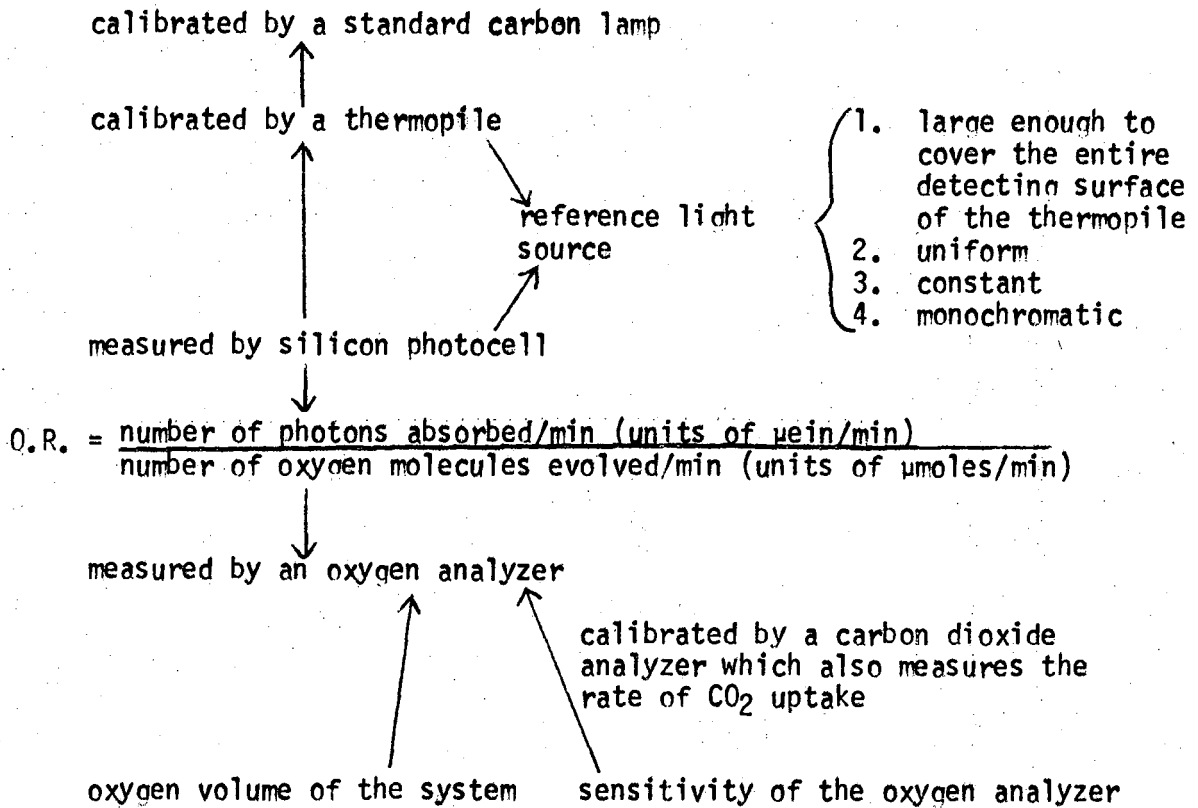 calibrated by a standard carbon lamp
calibrated by a thermopile
1. large enough to
cover the entire
detecting surface
of the thermopile
2. uniform
3. constant
4. monochromatic
reference light
source
measured by silicon photocell
Q.R. = number of photons absorbed/min (units of μein/min)
number of oxygen molecules evolved/min (units of μmoles/min)
measured by an oxygen analyzer
calibrated by a carbon dioxide
analyzer which also measures the
rate of CO2 uptake
oxygen volume of the system
sensitivity of the oxygen analyzer